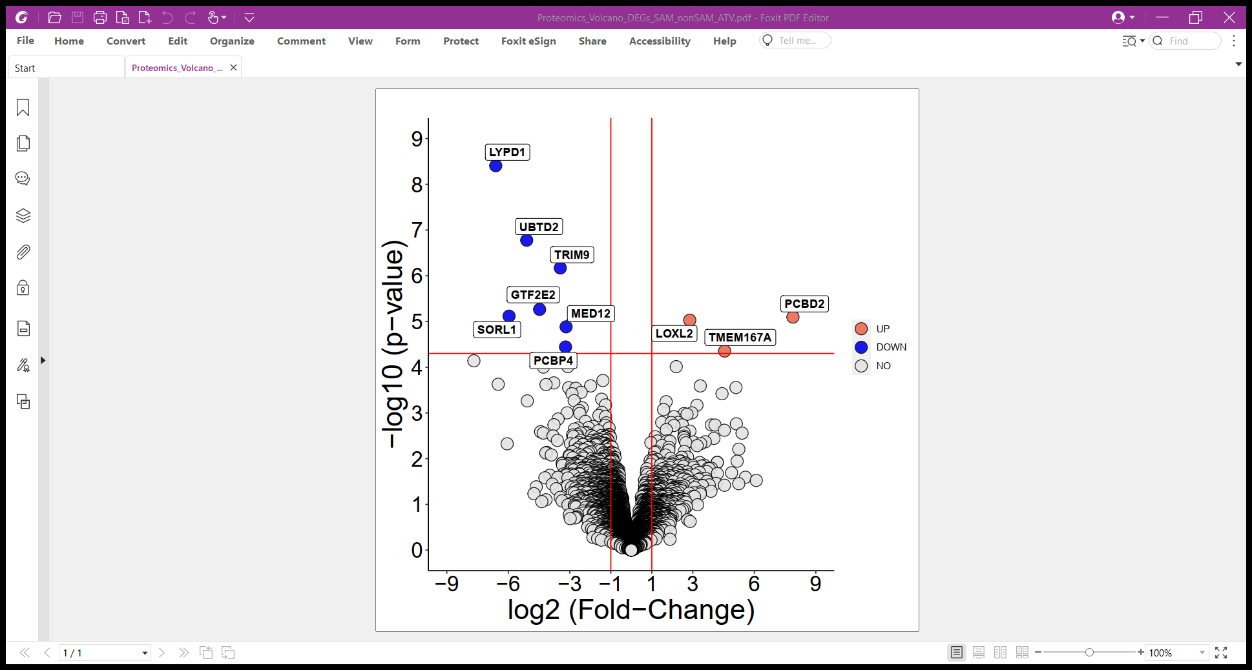 Proteomics_Volcano_DEGs_SAM_nonSAM_ATV.pdf - Foxit PDF Editor
File Home Convert Edit Organize Comment View Form Protect Foxit eSign Share Accessibility Help Tell me... Find
Start Proteomics_Volcano_...
9
LYPD1
8
7
UBTD2
TRIM9
6
GTF2E2
MED12
PCBD2
5
SORL1
LOXL2
TMEM167A
UP
DOWN
NO
PCBP4
4
3
2
1
0
−log10 (p−value)
−9 −6 −3 −1 1 3 6 9
log2 (Fold−Change)
1 / 1
100%